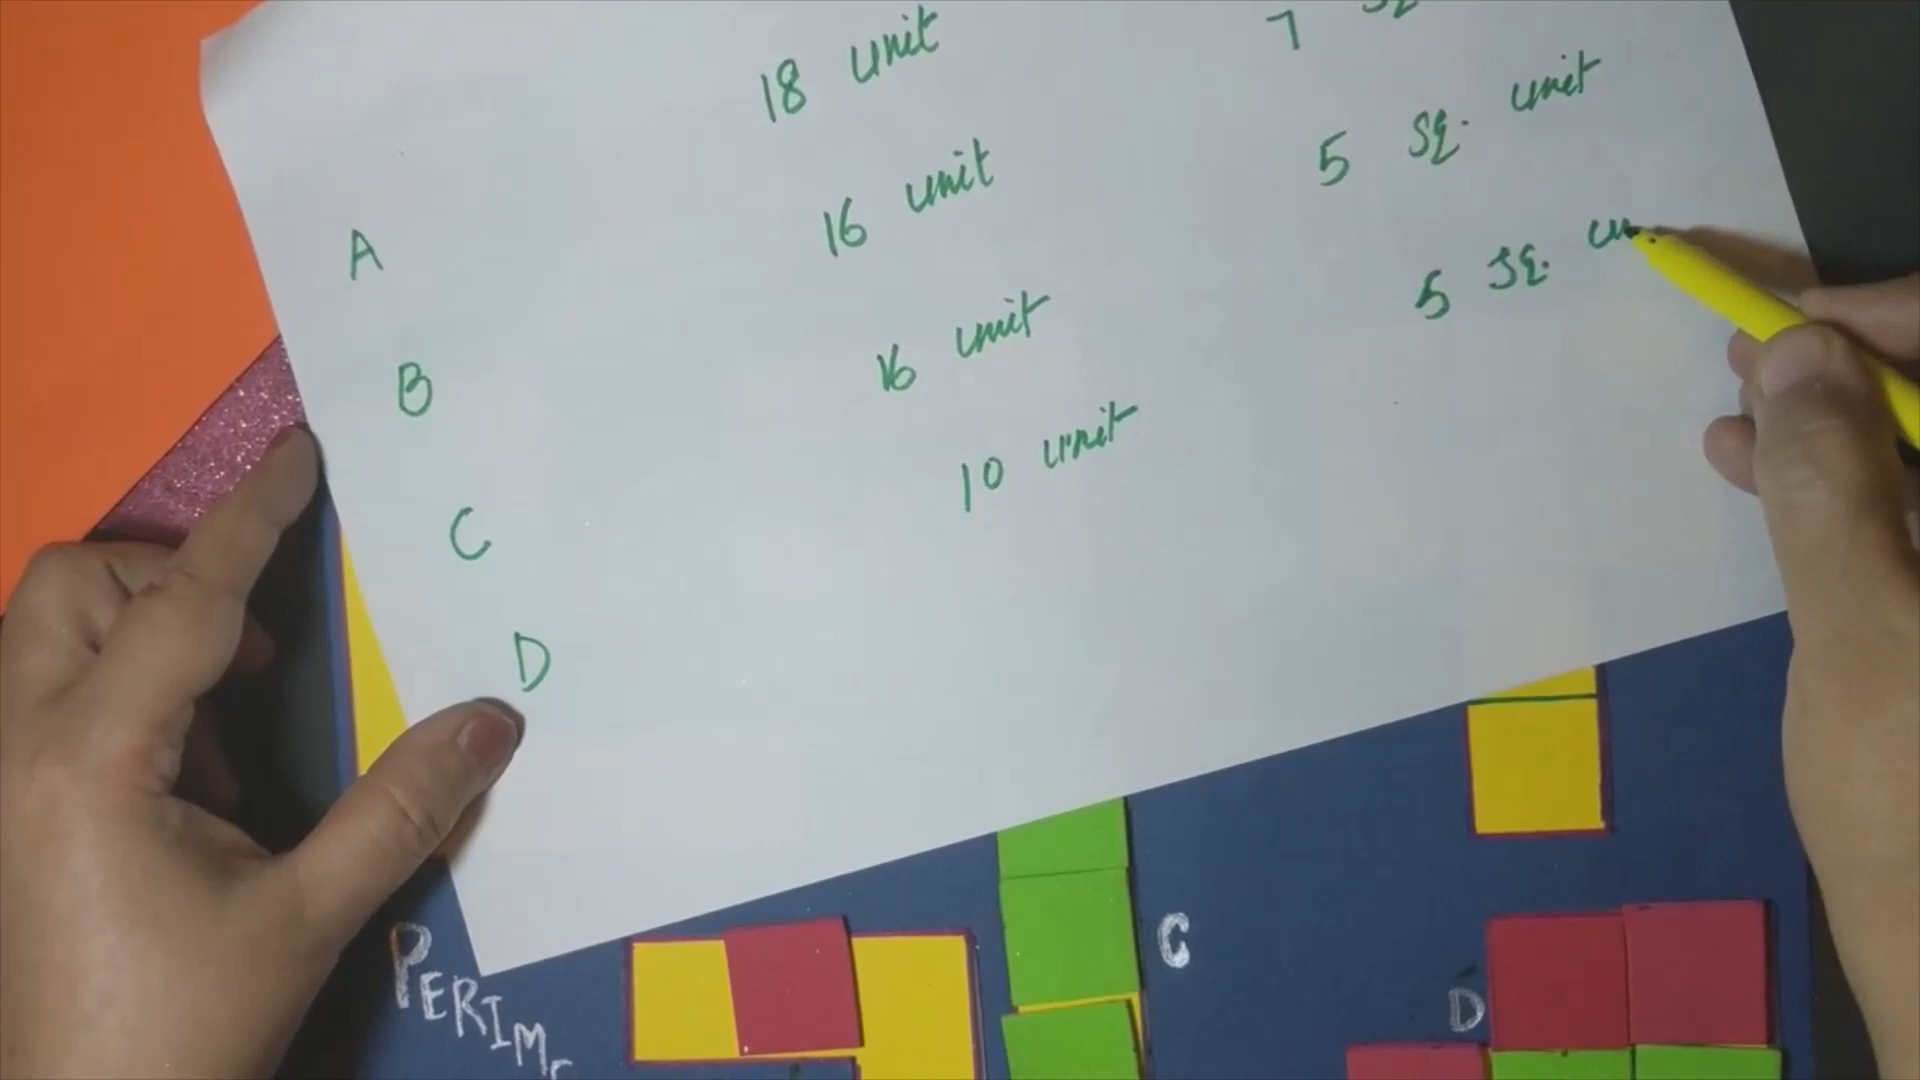 A 18 unit 7
B 16 unit 5 Sq. unit
C 16 unit 5 Sq.
D 10 unit
PERIM
C
D